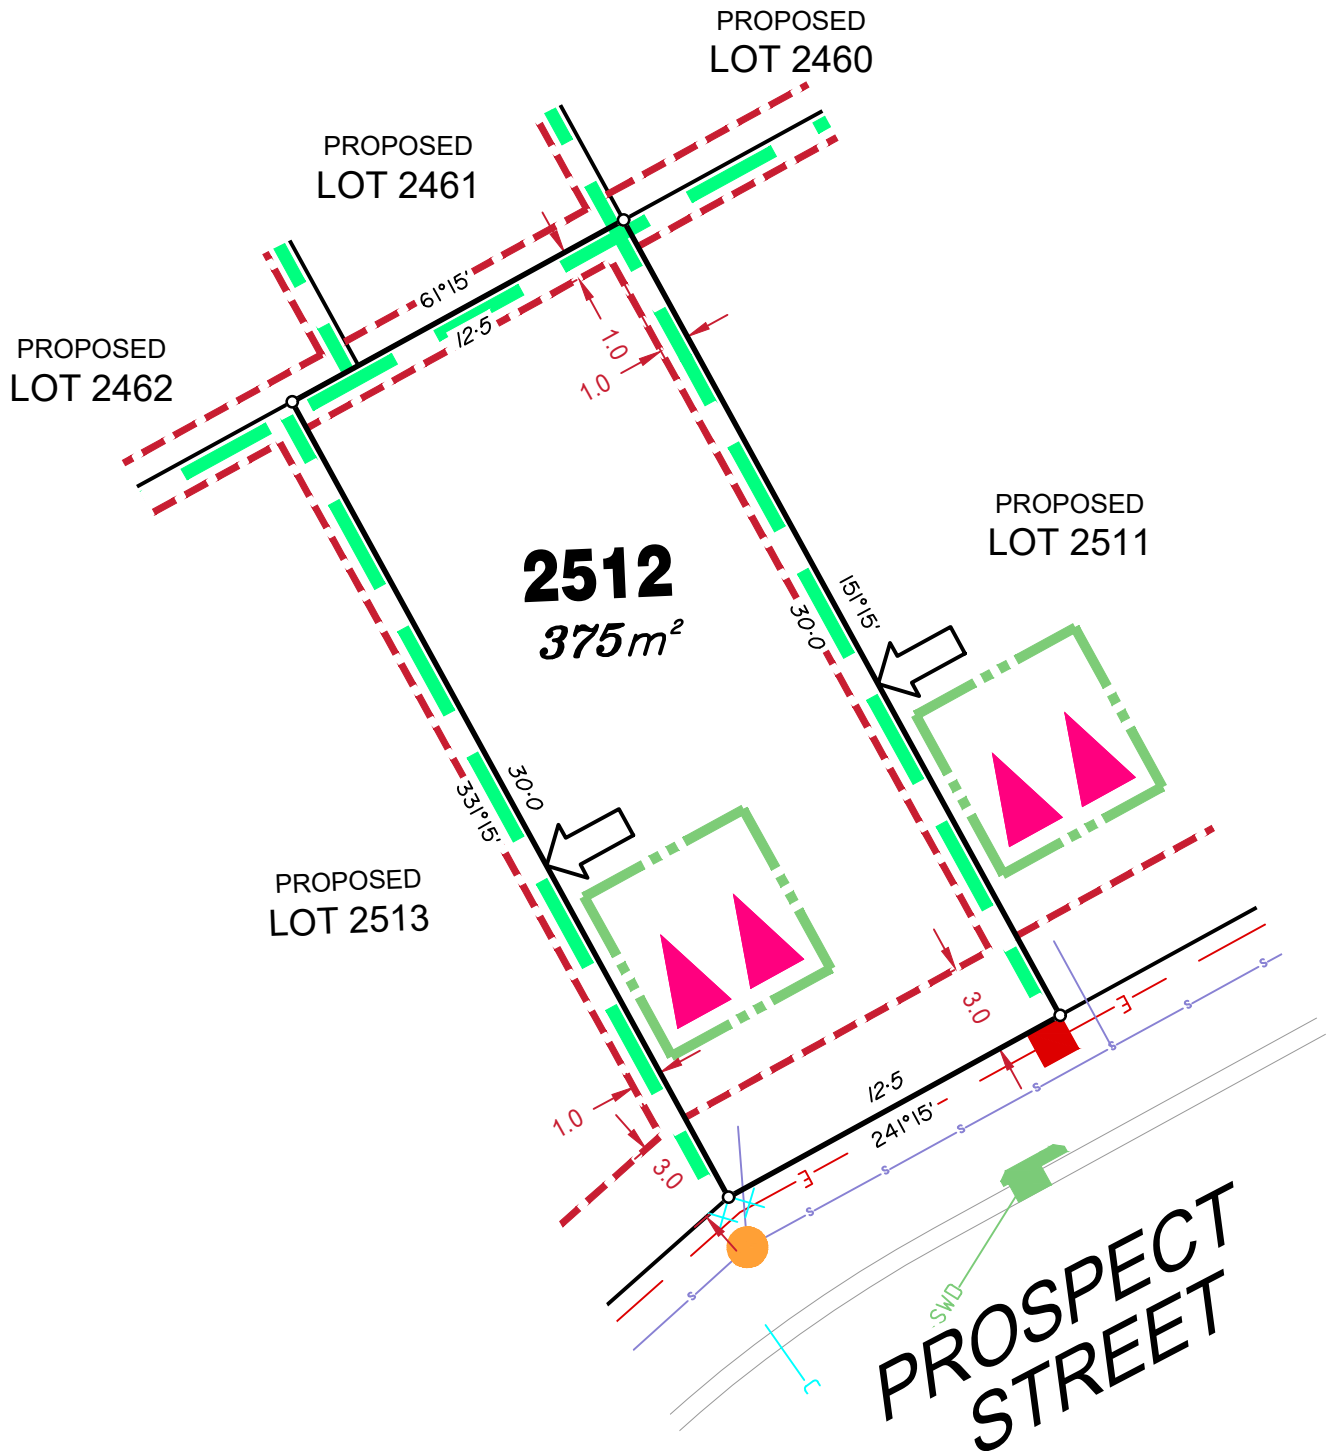 PROPOSED
LOT 2460
PROPOSED
LOT 2461
61°15'
12·5
1.0
1.0
PROPOSED
LOT 2462
PROPOSED
LOT 2511
2512
375m²
151°15'
30·0
30·0
331°15'
PROPOSED
LOT 2513
3.0
E
s
s
s
12·5
241°15'
s
s
s
E
s
s
1.0
3.0
SWD
C
PROSPECT
STREET